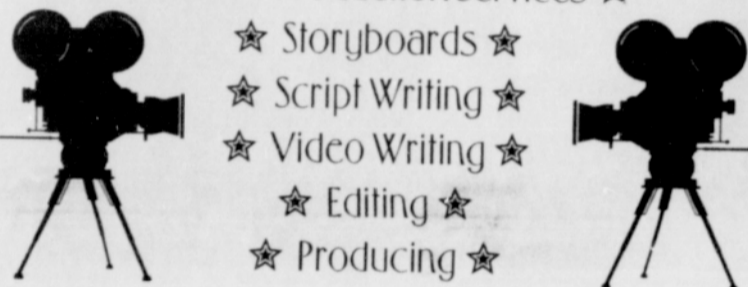 ☆ Storyboards ☆
☆ Script Writing ☆
☆ Video Writing ☆
☆ Editing ☆
☆ Producing ☆